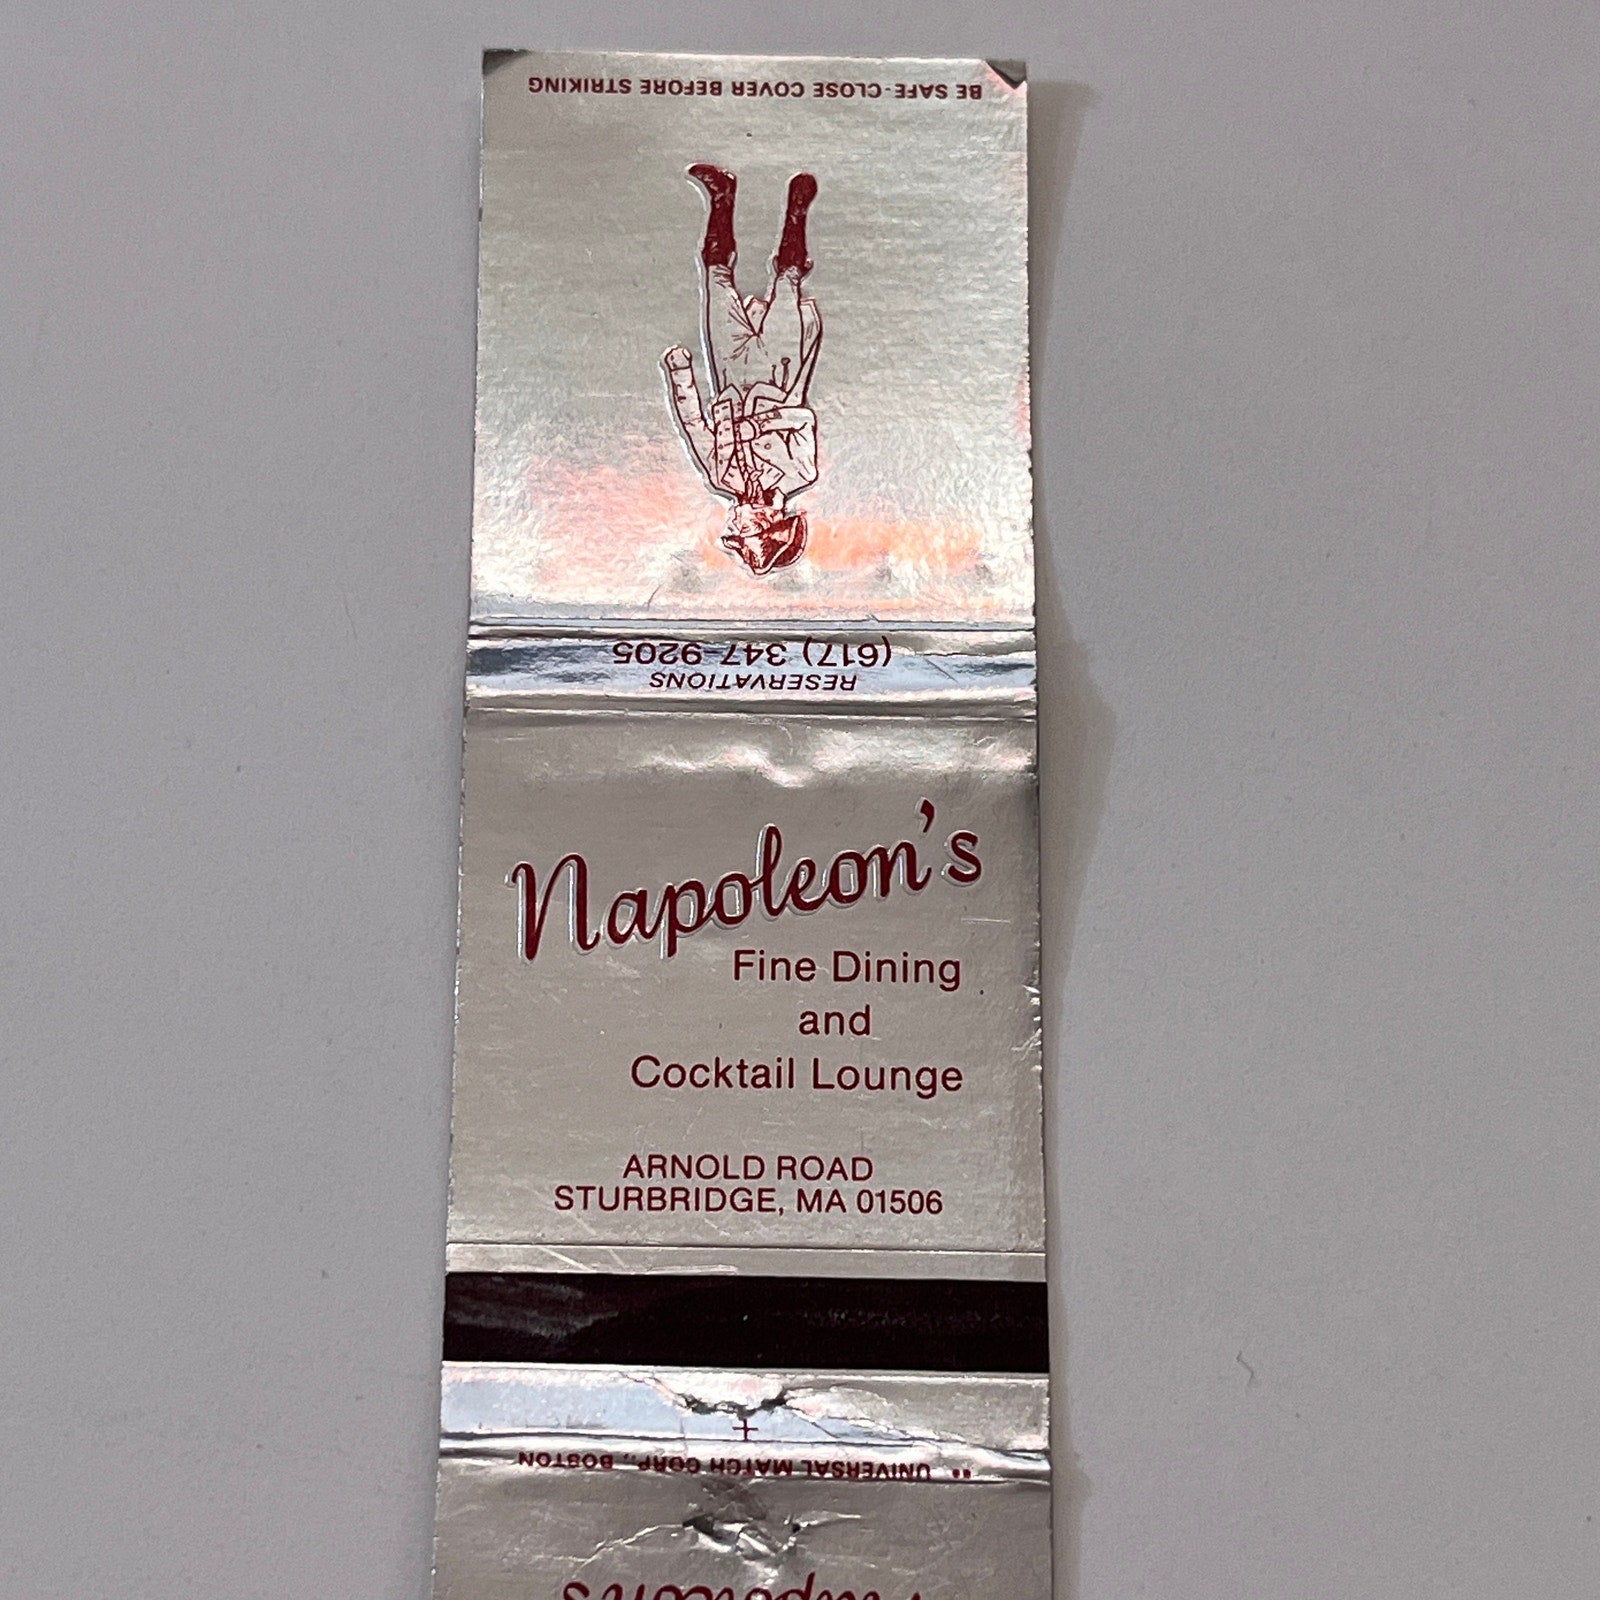 BE SAFE-CLOSE COVER BEFORE STRIKING
(617) 347-9205
RESERVATIONS
Napoleon's
Fine Dining
and
Cocktail Lounge
ARNOLD ROAD
STURBRIDGE, MA 01506
UNIVERSAL MATCH CORP., BOSTON